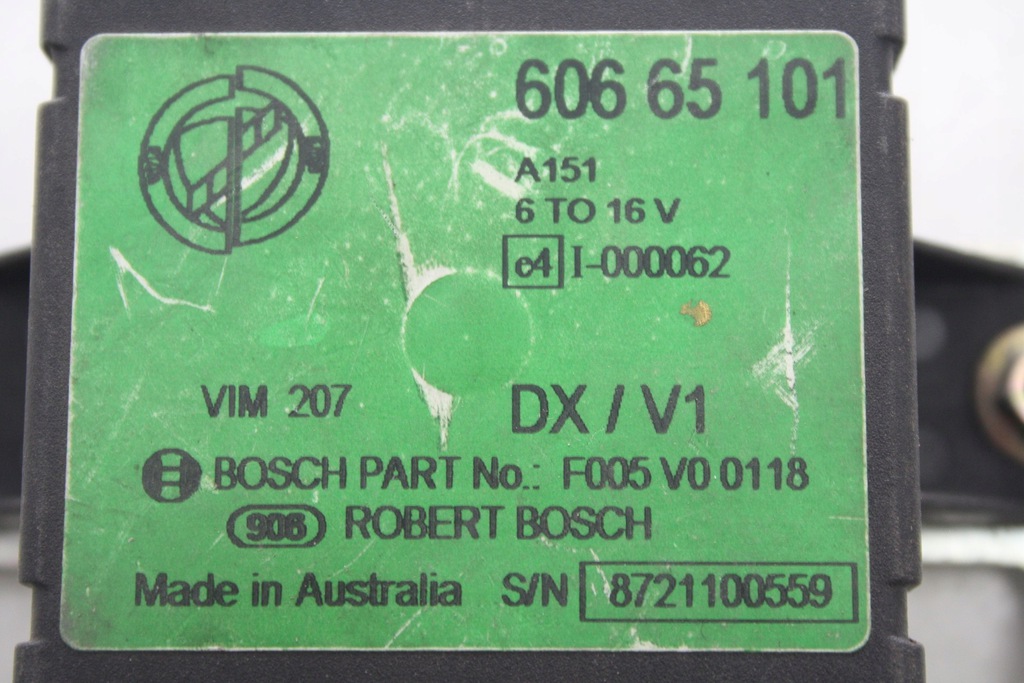 606 65 101
A151
6 TO 16 V
e4 I-000062
VIM 207
DX / V1
BOSCH PART No.: F005 V0 0118
906 ROBERT BOSCH
Made in Australia S/N 8721100559